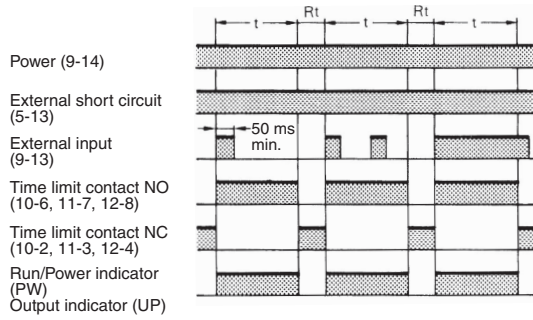 t Rt t Rt t
Power (9-14)
External short circuit
(5-13)
External input
(9-13)
50 ms
min.
Time limit contact NO
(10-6, 11-7, 12-8)
Time limit contact NC
(10-2, 11-3, 12-4)
Run/Power indicator
(PW)
Output indicator (UP)